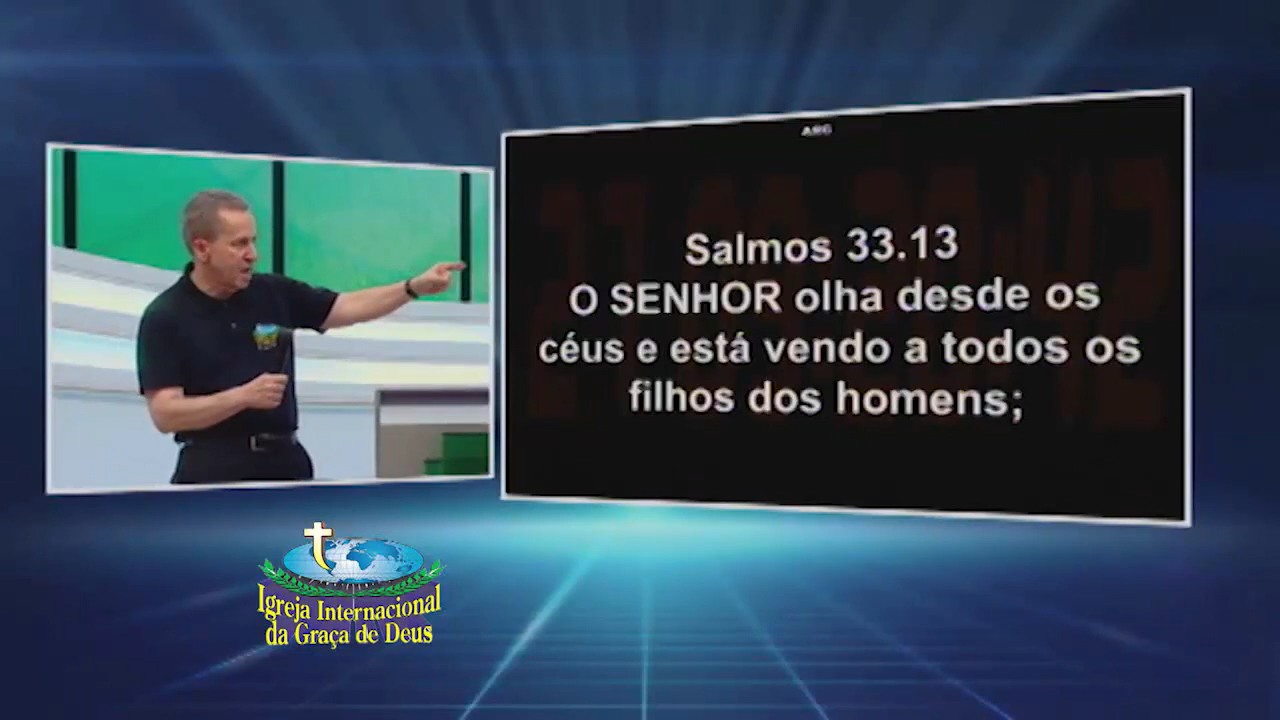 ARC
Salmos 33.13
O SENHOR olha desde os
céus e está vendo a todos os
filhos dos homens;
Igreja Internacional
da Graça de Deus